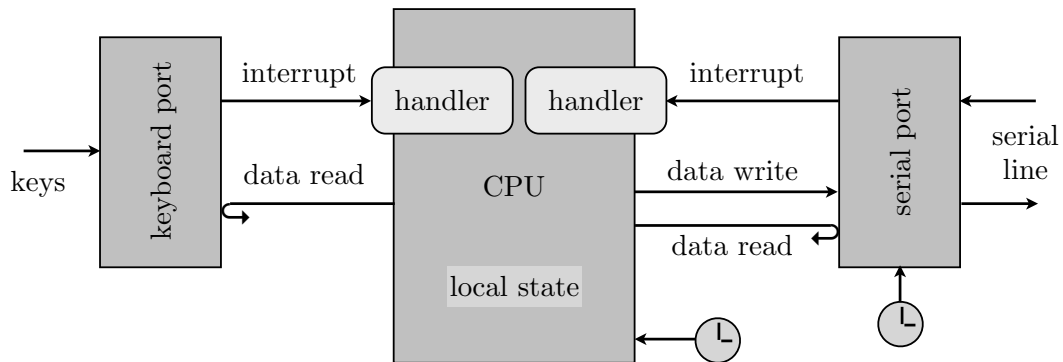 keys
keyboard port
interrupt
data read
handler
handler
CPU
local state
interrupt
data write
data read
serial port
serial
line